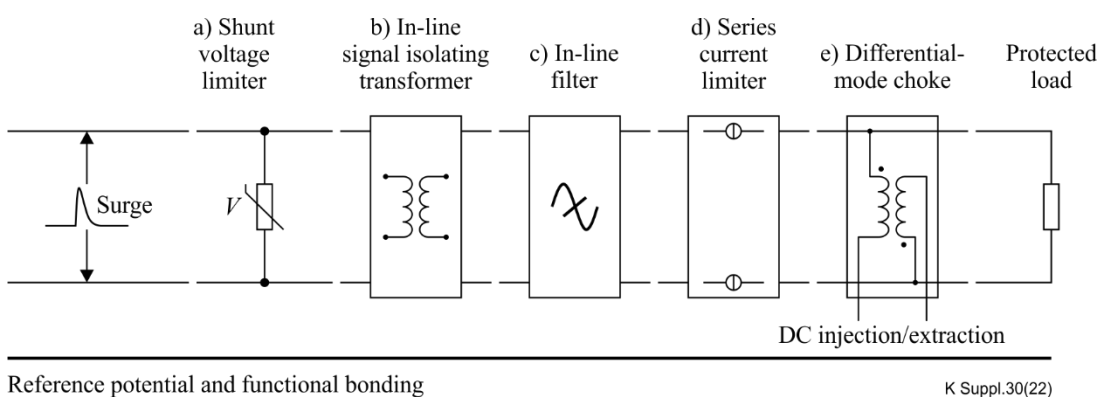 a) Shunt
voltage
limiter
b) In-line
signal isolating
transformer
c) In-line
filter
d) Series
current
limiter
e) Differential-
mode choke
Protected
load
Surge
V
DC injection/extraction
Reference potential and functional bonding
K Suppl.30(22)